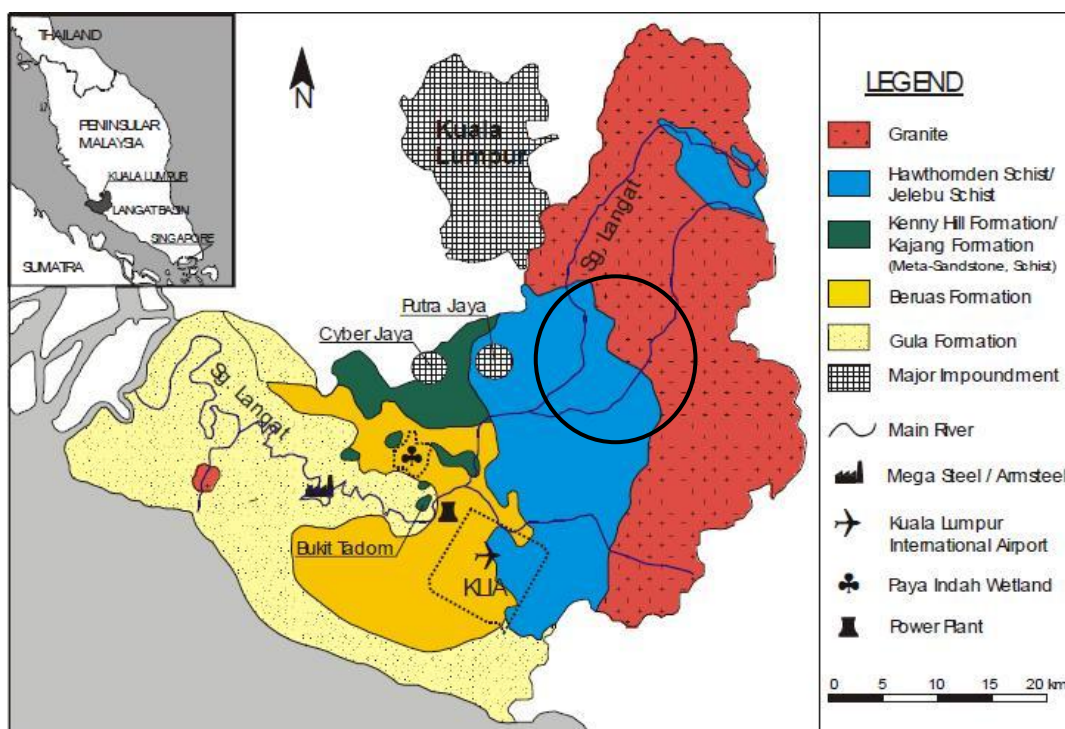 THAILAND
PENINSULAR
MALAYSIA
KUALA LUMPUR
LANGAT BASIN
SINGAPORE
SUMATRA
N
Kuala
Lumpur
Sg. Langat
Putra Jaya
Cyber Jaya
Sg. Langat
Bukit Tadom
KLIA
LEGEND
Granite
Hawthornden Schist/
Jelebu Schist
Kenny Hill Formation/
Kajang Formation
(Meta-Sandstone, Schist)
Beruas Formation
Gula Formation
Major Impoundment
Main River
Mega Steel / Amsteel
Kuala Lumpur
International Airport
Paya Indah Wetland
Power Plant
0 5 10 15 20 km